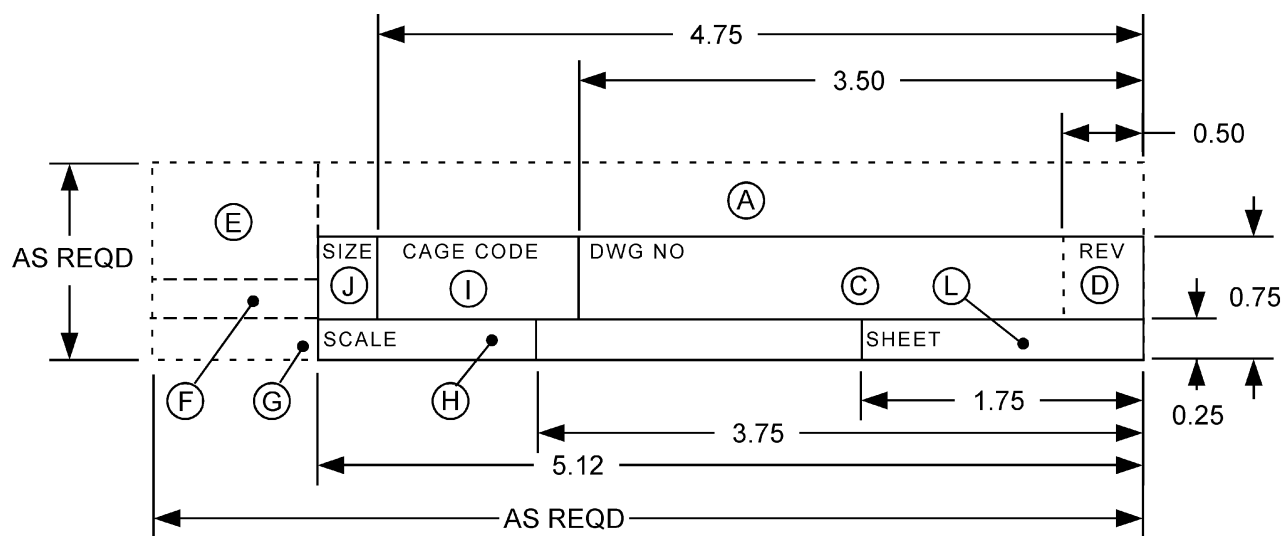 4.75
3.50
0.50
A
E
AS REQD
SIZE CAGE CODE DWG NO REV
J I C L D
0.75
SCALE SHEET
F G H
1.75
0.25
3.75
5.12
AS REQD